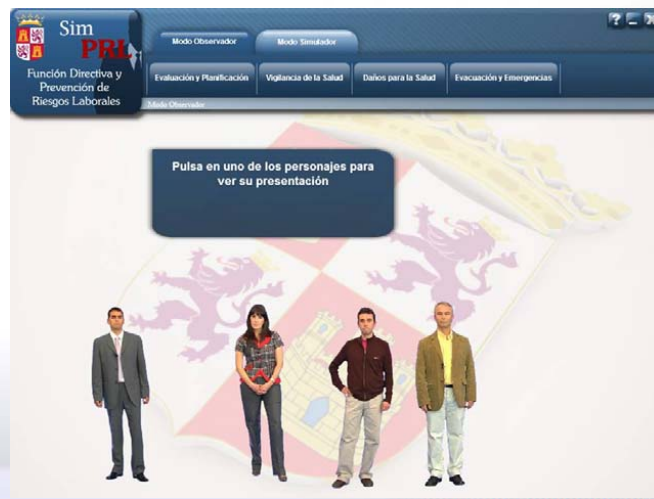 Sim
PRL
Función Directiva y
Prevención de
Riesgos Laborales
Modo Observador
Modo Simulador
? _ X
Evaluación y Planificación
Vigilancia de la Salud
Daños para la Salud
Evacuación y Emergencias
Modo Observador
Pulsa en uno de los personajes para
ver su presentación